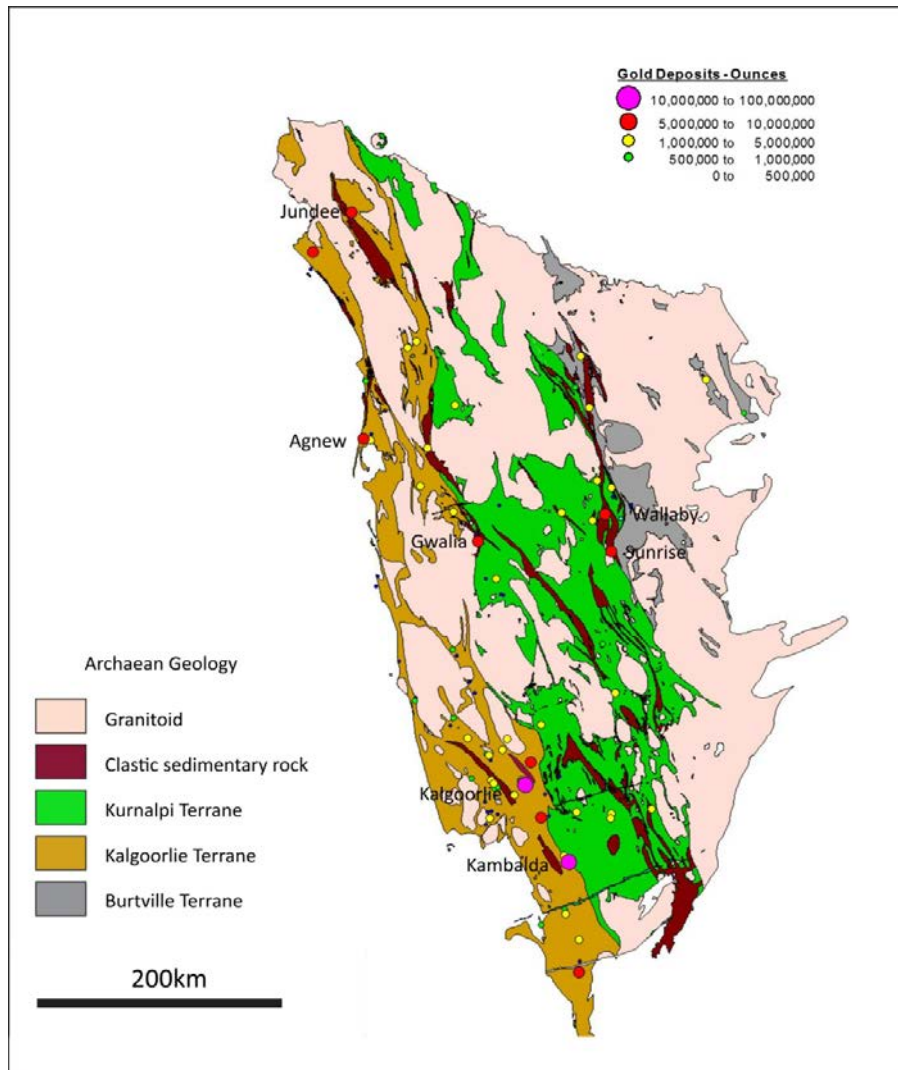 Gold Deposits - Ounces
10,000,000 to 100,000,000
5,000,000 to 10,000,000
1,000,000 to 5,000,000
500,000 to 1,000,000
0 to 500,000
Jundee
Agnew
Wallaby
Gwalia
Sunrise
Kalgoorlie
Kambalda
Archaean Geology
Granitoid
Clastic sedimentary rock
Kurnalpi Terrane
Kalgoorlie Terrane
Burtville Terrane
200km